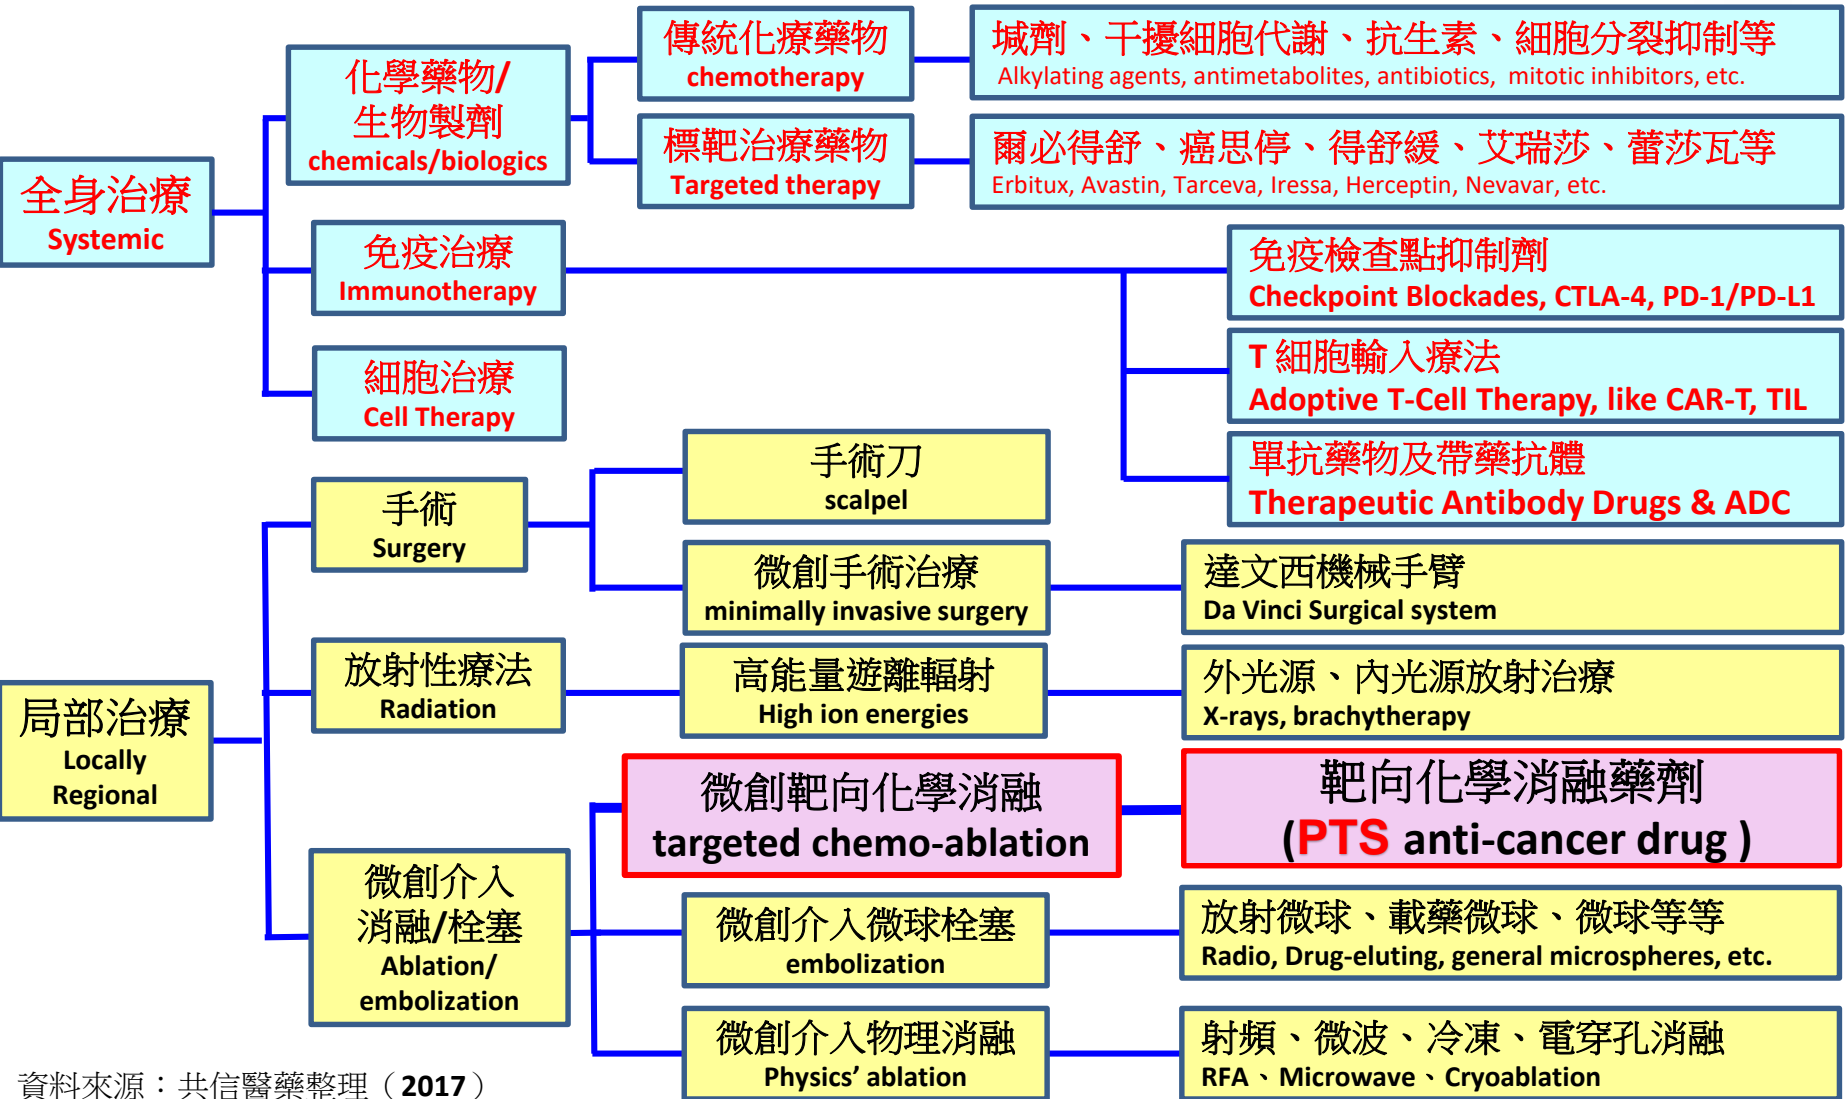 全身治療
Systemic
化學藥物/
生物製劑
chemicals/biologics
傳統化療藥物
chemotherapy
堿劑、干擾細胞代謝、抗生素、細胞分裂抑制等
Alkylating agents, antimetabolites, antibiotics, mitotic inhibitors, etc.
標靶治療藥物
Targeted therapy
爾必得舒、癌思停、得舒緩、艾瑞莎、蕾莎瓦等
Erbitux, Avastin, Tarceva, Iressa, Herceptin, Nevavar, etc.
免疫治療
Immunotherapy
免疫檢查點抑制劑
Checkpoint Blockades, CTLA-4, PD-1/PD-L1
T 細胞輸入療法
Adoptive T-Cell Therapy, like CAR-T, TIL
單抗藥物及帶藥抗體
Therapeutic Antibody Drugs & ADC
細胞治療
Cell Therapy
局部治療
Locally
Regional
手術
Surgery
手術刀
scalpel
微創手術治療
minimally invasive surgery
達文西機械手臂
Da Vinci Surgical system
放射性療法
Radiation
高能量遊離輻射
High ion energies
外光源、內光源放射治療
X-rays, brachytherapy
微創介入
消融/栓塞
Ablation/
embolization
微創靶向化學消融
targeted chemo-ablation
靶向化學消融藥劑
(PTS anti-cancer drug )
微創介入微球栓塞
embolization
放射微球、載藥微球、微球等等
Radio, Drug-eluting, general microspheres, etc.
微創介入物理消融
Physics’ ablation
射頻、微波、冷凍、電穿孔消融
RFA、Microwave、Cryoablation
資料來源：共信醫藥整理（2017）